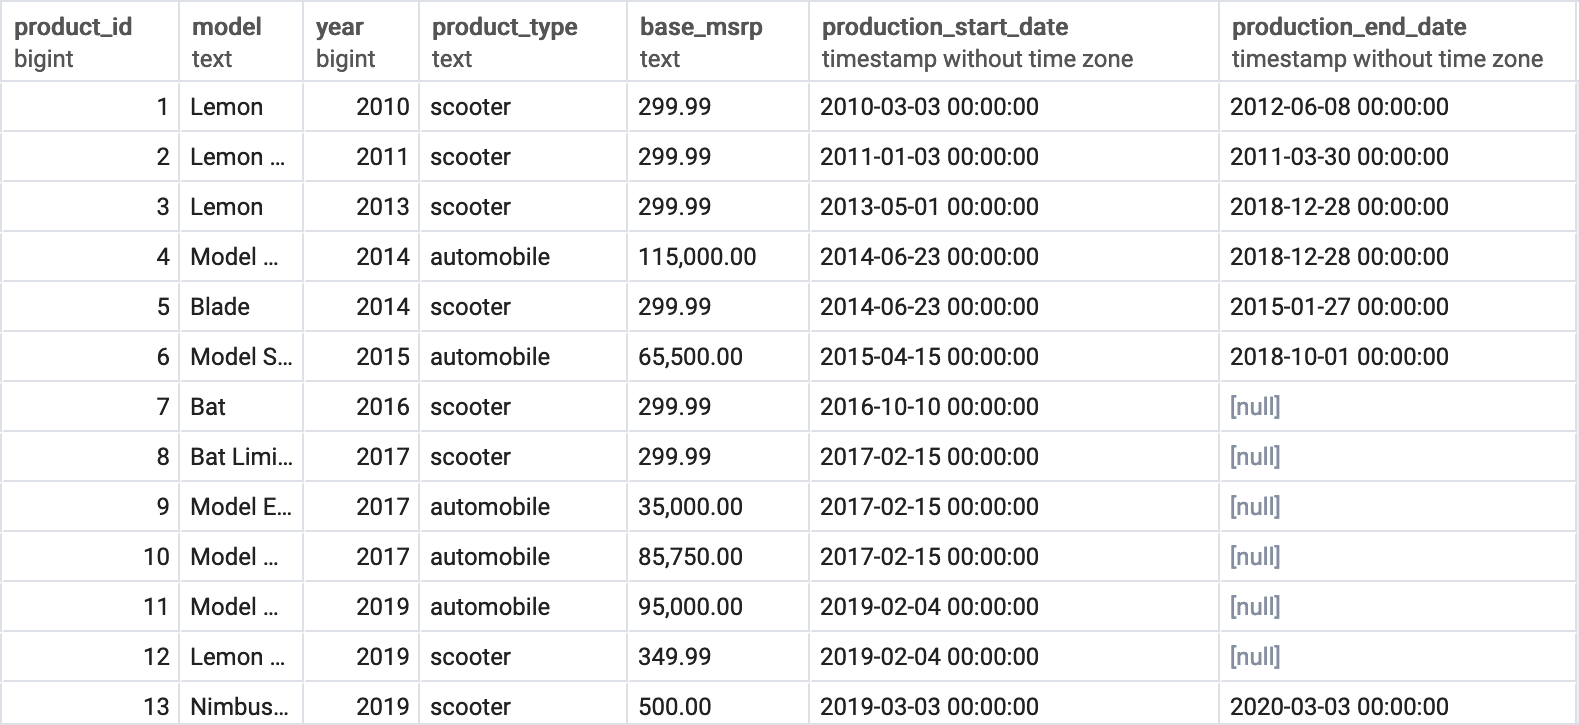 product_id model year product_type base_msrp production_start_date production_end_date
bigint text bigint text text timestamp without time zone timestamp without time zone
1 Lemon 2010 scooter 299.99 2010-03-03 00:00:00 2012-06-08 00:00:00
2 Lemon ... 2011 scooter 299.99 2011-01-03 00:00:00 2011-03-30 00:00:00
3 Lemon 2013 scooter 299.99 2013-05-01 00:00:00 2018-12-28 00:00:00
4 Model ... 2014 automobile 115,000.00 2014-06-23 00:00:00 2018-12-28 00:00:00
5 Blade 2014 scooter 299.99 2014-06-23 00:00:00 2015-01-27 00:00:00
6 Model S... 2015 automobile 65,500.00 2015-04-15 00:00:00 2018-10-01 00:00:00
7 Bat 2016 scooter 299.99 2016-10-10 00:00:00 [null]
8 Bat Limi... 2017 scooter 299.99 2017-02-15 00:00:00 [null]
9 Model E... 2017 automobile 35,000.00 2017-02-15 00:00:00 [null]
10 Model ... 2017 automobile 85,750.00 2017-02-15 00:00:00 [null]
11 Model ... 2019 automobile 95,000.00 2019-02-04 00:00:00 [null]
12 Lemon ... 2019 scooter 349.99 2019-02-04 00:00:00 [null]
13 Nimbus... 2019 scooter 500.00 2019-03-03 00:00:00 2020-03-03 00:00:00